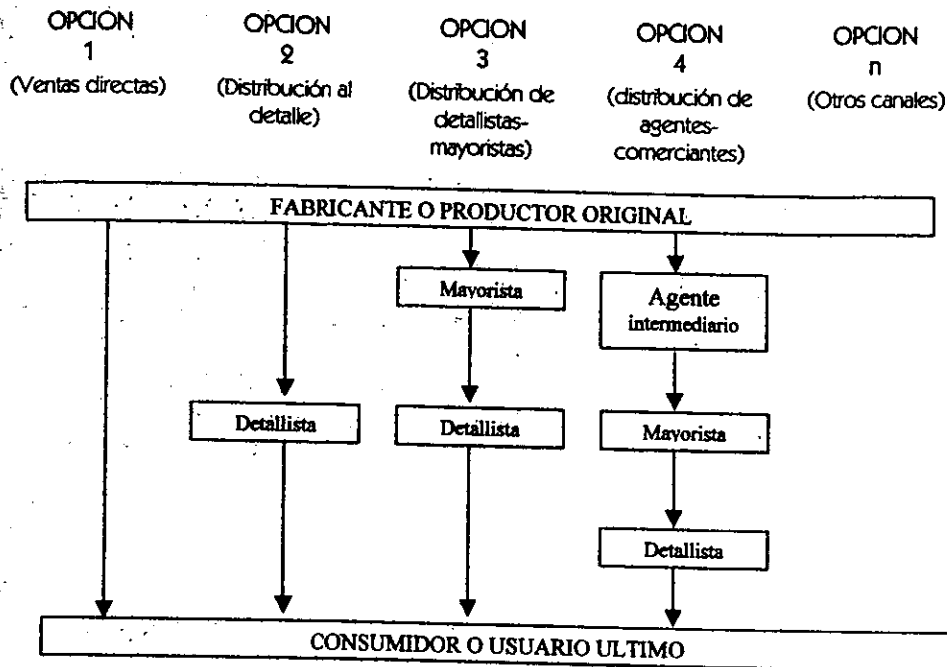 OPCION
1
(Ventas directas)
OPCION
2
(Distribución al
detalle)
OPCION
3
(Distribución de
detallistas-
mayoristas)
OPCION
4
(distribución de
agentes-
comerciantes)
OPCION
n
(Otros canales)
FABRICANTE O PRODUCTOR ORIGINAL
Mayorista
Agente
intermediario
Detallista
Detallista
Mayorista
Detallista
CONSUMIDOR O USUARIO ULTIMO